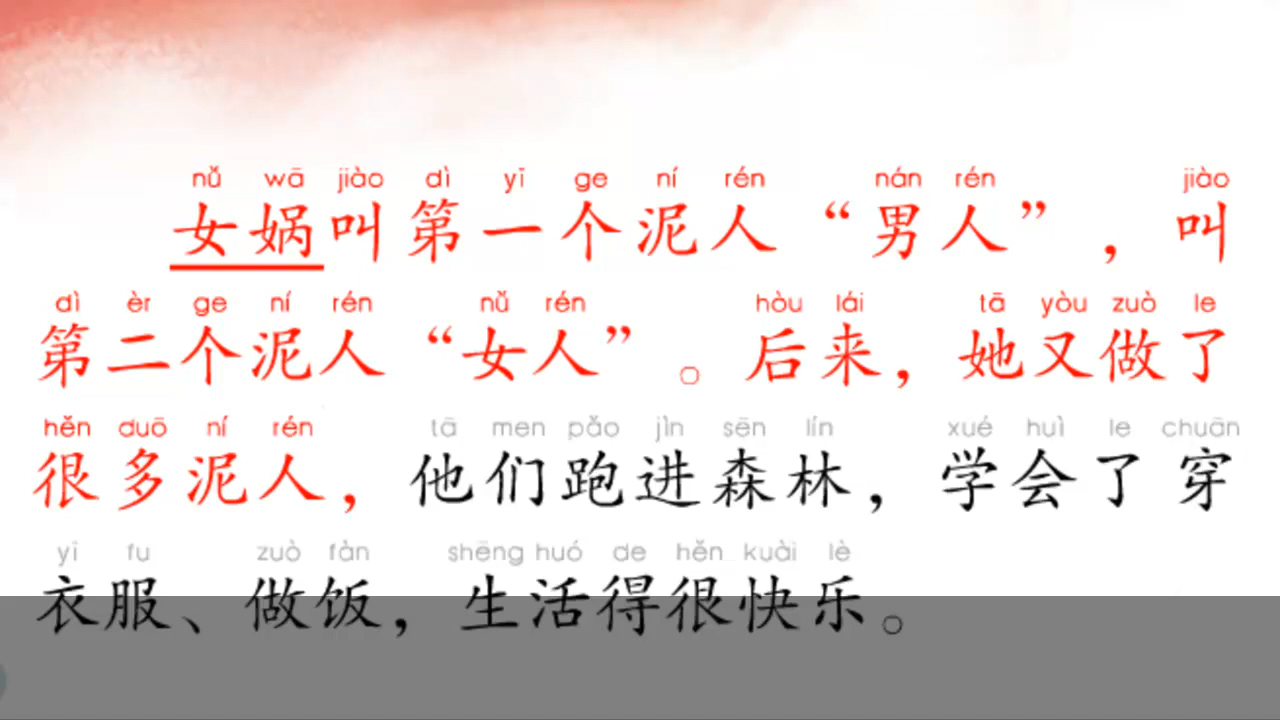 nǚ wā jiào dì yī ge ní rén nán rén jiào
女娲叫第一个泥人“男人”，叫
dì èr ge ní rén nǚ rén hòu lái tā yòu zuò le
第二个泥人“女人”。后来，她又做了
hěn duō ní rén tā men pǎo jìn sēn lín xué huì le chuān
很多泥人，他们跑进森林，学会了穿
yī fu zuò fàn shēng huó de hěn kuài lè
衣服、做饭，生活得很快乐。